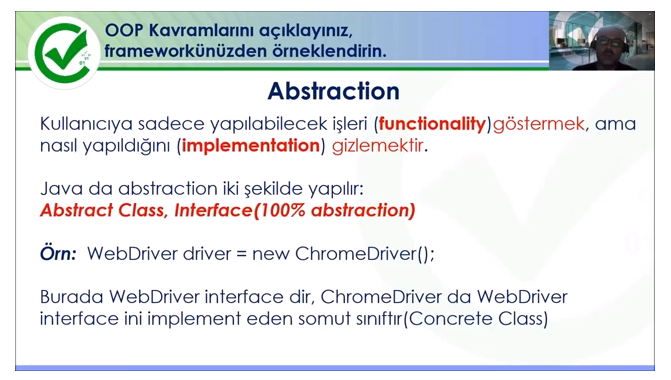 OOP Kavramlarını açıklayınız,
frameworkünüzden örneklendirin.
Abstraction
Kullanıcıya sadece yapılabilecek işleri (functionality)göstermek, ama
nasıl yapıldığını (implementation) gizlemektir.
Java da abstraction iki şekilde yapılır:
Abstract Class, Interface(100% abstraction)
Örn: WebDriver driver = new ChromeDriver();
Burada WebDriver interface dir, ChromeDriver da WebDriver
interface ini implement eden somut sınıftır(Concrete Class)